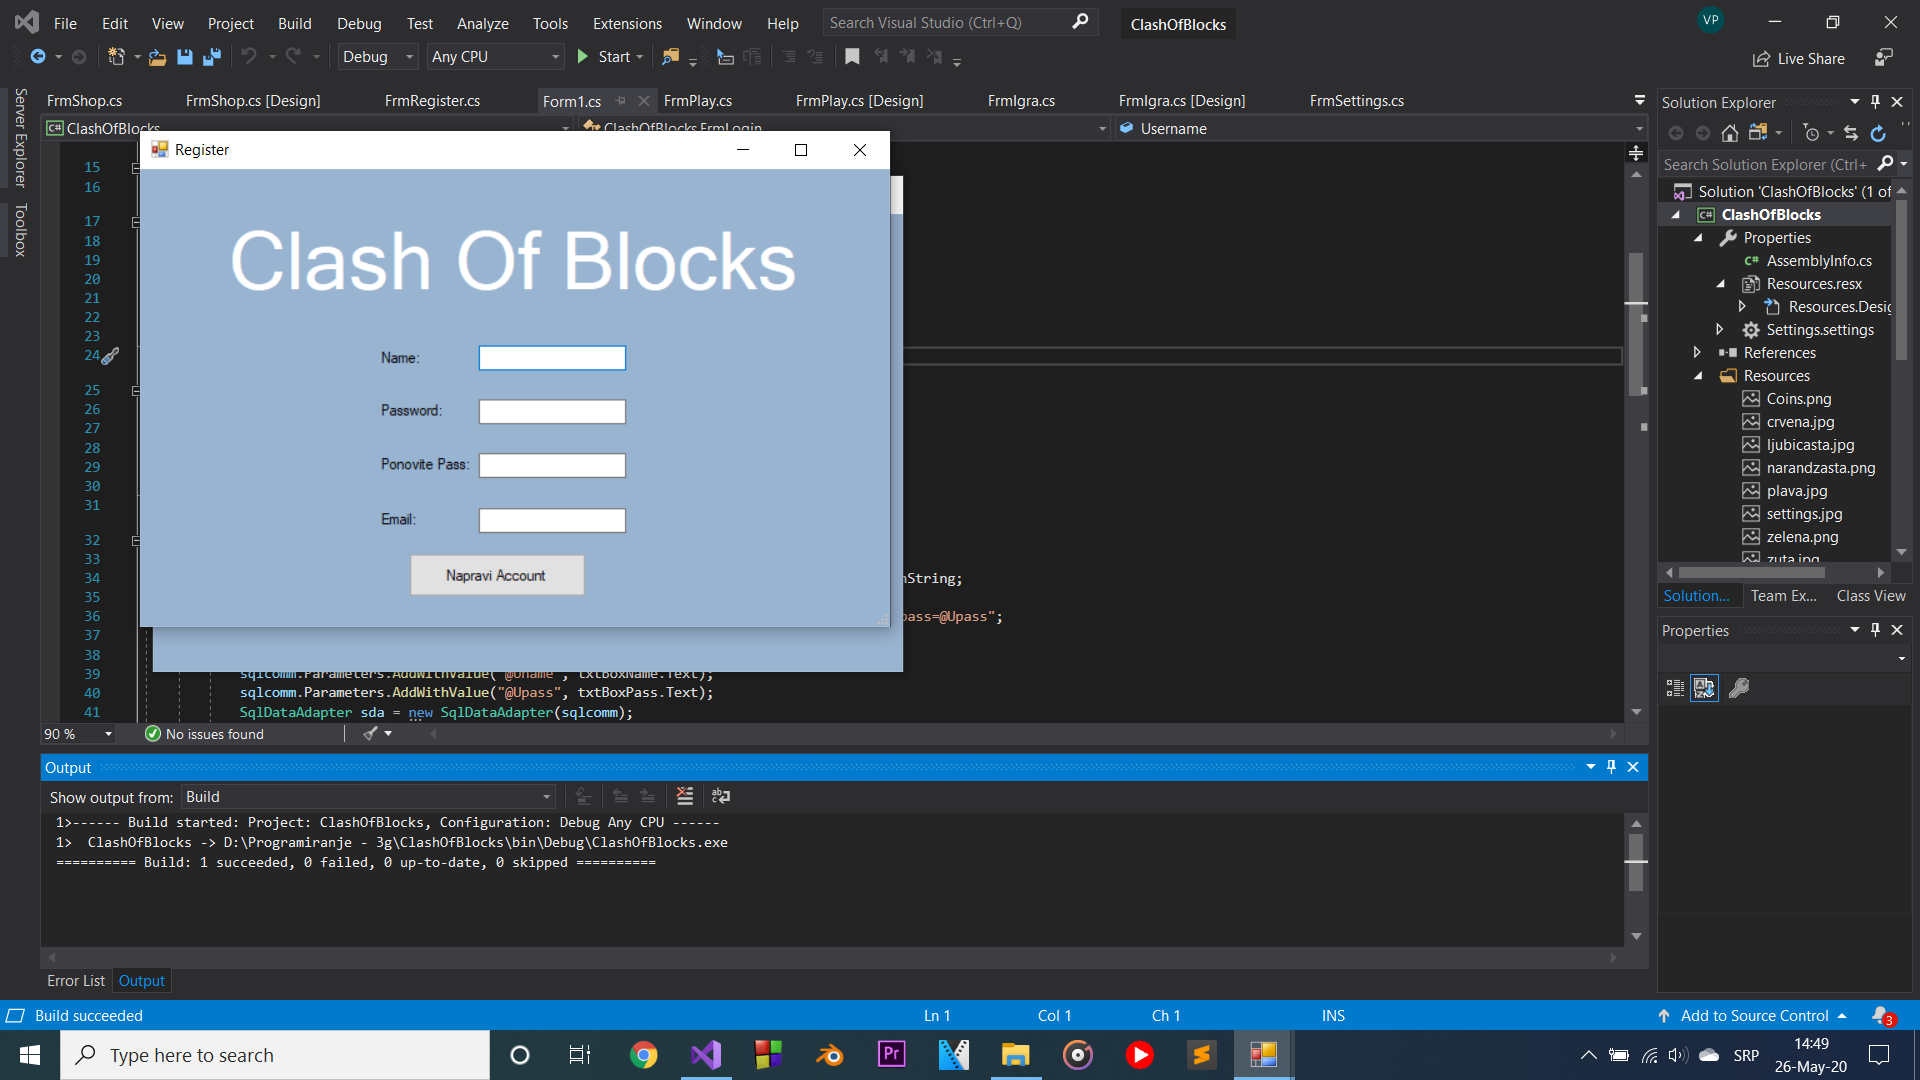 File Edit View Project Build Debug Test Analyze Tools Extensions Window Help Search Visual Studio (Ctrl+Q) ClashOfBlocks VP
Debug Any CPU Start Live Share
Server Explorer
Toolbox
FrmShop.cs FrmShop.cs [Design] FrmRegister.cs Form1.cs FrmPlay.cs FrmPlay.cs [Design] FrmIgra.cs FrmIgra.cs [Design] FrmSettings.cs
ClashOfBlocks ClashOfBlocks.FrmLogin Username
Register
Clash Of Blocks
Name:
Password:
Ponovite Pass:
Email:
Napravi Account
15
16
17
18
19
20
21
22
23
24
25
26
27
28
29
30
31
32
33
34 nString;
35
36 pass=@Upass";
37
38
39 sqlcomm.Parameters.AddWithValue("@Uname", txtBoxName.Text);
40 sqlcomm.Parameters.AddWithValue("@Upass", txtBoxPass.Text);
41 SqlDataAdapter sda = new SqlDataAdapter(sqlcomm);
90 % No issues found
Output
Show output from: Build
1>------ Build started: Project: ClashOfBlocks, Configuration: Debug Any CPU ------
1> ClashOfBlocks -> D:\Programiranje - 3g\ClashOfBlocks\bin\Debug\ClashOfBlocks.exe
========== Build: 1 succeeded, 0 failed, 0 up-to-date, 0 skipped ==========
Error List Output
Solution Explorer
Search Solution Explorer (Ctrl+
Solution 'ClashOfBlocks' (1 of
C# ClashOfBlocks
Properties
C# AssemblyInfo.cs
Resources.resx
Resources.Desig
Settings.settings
References
Resources
Coins.png
crvena.jpg
ljubicasta.jpg
narandzasta.png
plava.jpg
settings.jpg
zelena.png
zuta.jpg
Solution... Team Ex... Class View
Properties
Build succeeded Ln 1 Col 1 Ch 1 INS Add to Source Control 3
Type here to search Pr SRP 14:49
26-May-20